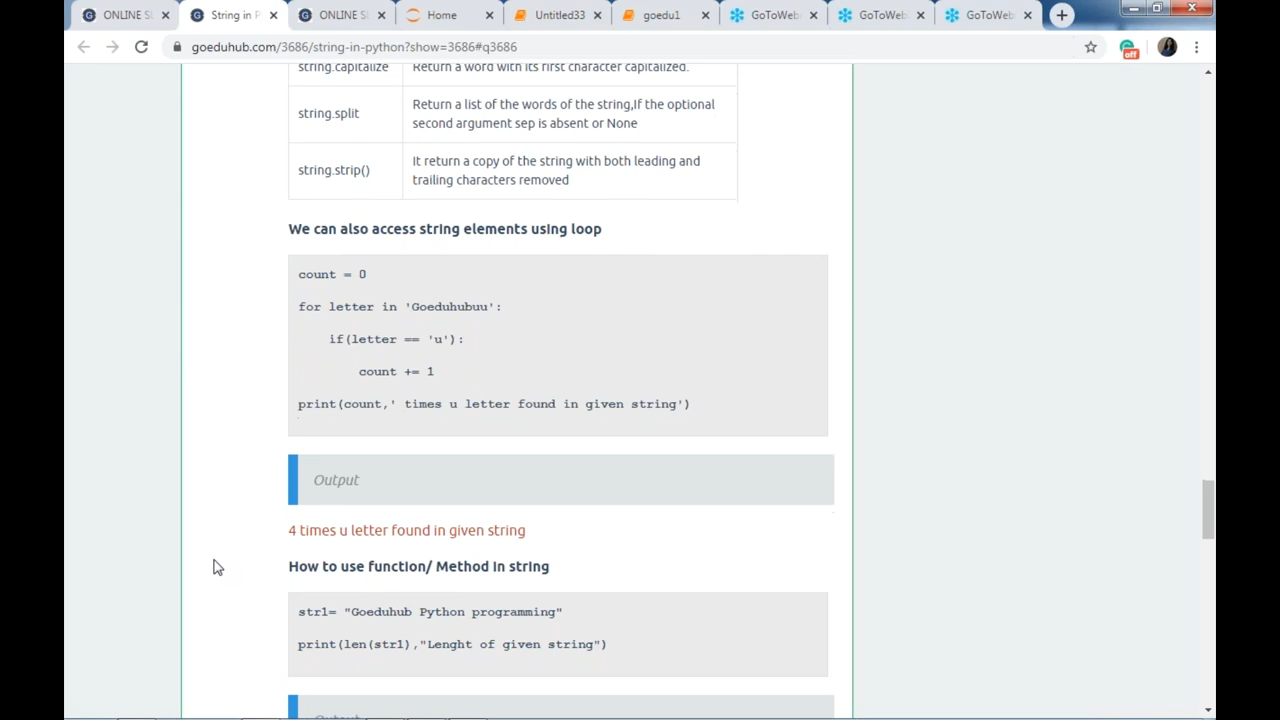 ONLINE SU
String in P
ONLINE SU
Home
Untitled33
goedu1
GoToWeb
GoToWeb
GoToWeb
goeduhub.com/3686/string-in-python?show=3686#q3686
off
string.capitalize
Return a word with its first character capitalized.
string.split
Return a list of the words of the string,If the optional
second argument sep is absent or None
string.strip()
It return a copy of the string with both leading and
trailing characters removed
We can also access string elements using loop
count = 0
for letter in 'Goeduhubuu':
if(letter == 'u'):
count += 1
print(count,' times u letter found in given string')
Output
4 times u letter found in given string
How to use function/ Method in string
str1= "Goeduhub Python programming"
print(len(str1),"Lenght of given string")
Output